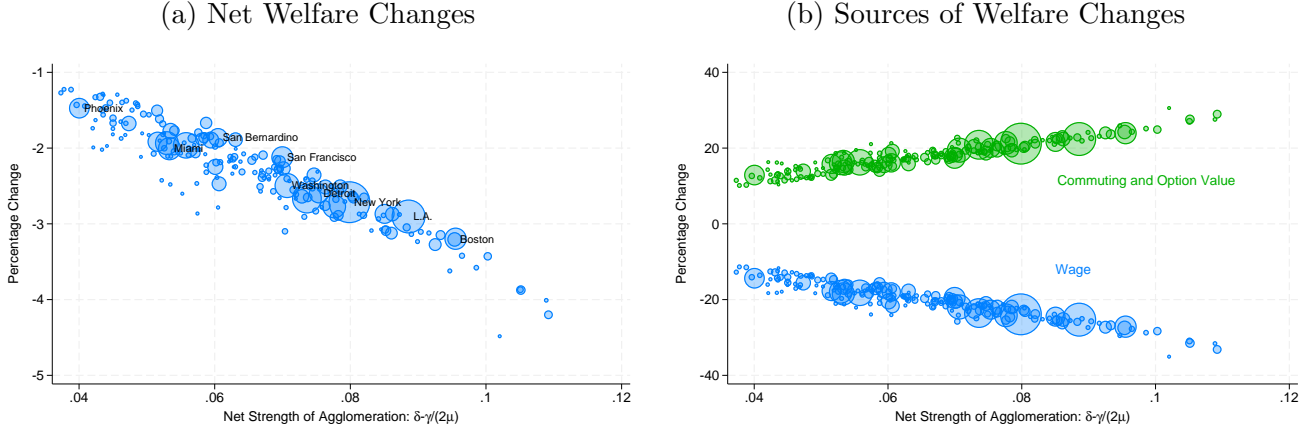 (a) Net Welfare Changes
-1
-2
-3
-4
-5
Percentage Change
Phoenix
San Bernardino
Miami
San Francisco
Washington
Detroit
New York
L.A.
Boston
.04
.06
.08
.1
.12
Net Strength of Agglomeration: δ-γ/(2μ)
(b) Sources of Welfare Changes
40
20
0
-20
-40
Percentage Change
Commuting and Option Value
Wage
.04
.06
.08
.1
.12
Net Strength of Agglomeration: δ-γ/(2μ)